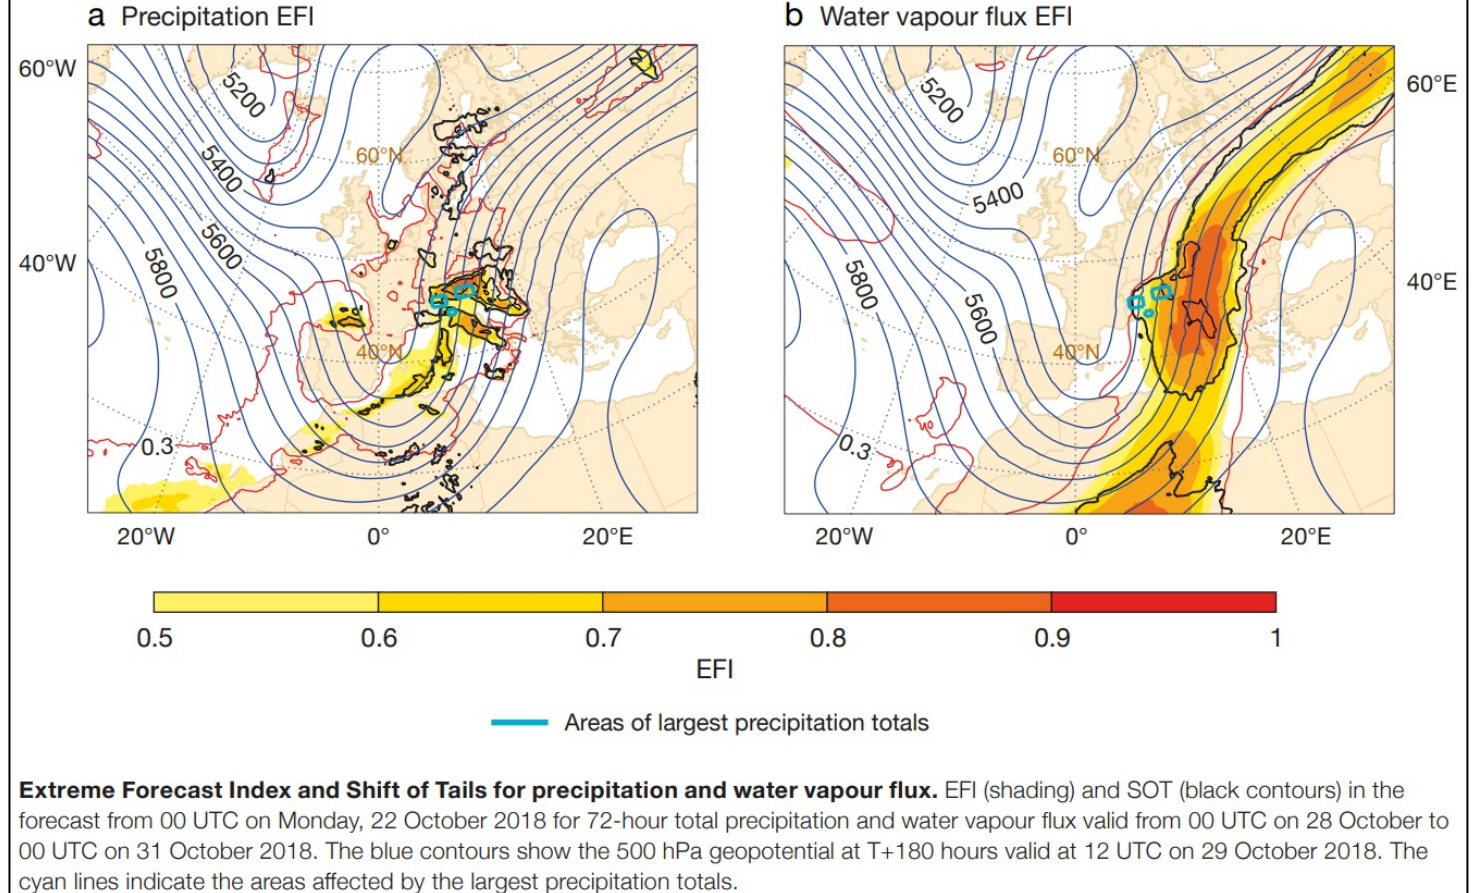 a Precipitation EFI
b Water vapour flux EFI
60°W
40°W
5200
5400
5600
5800
60°N
40°N
0.3
20°W
0°
20°E
5200
5400
5600
5800
60°N
40°N
0.3
60°E
40°E
20°W
0°
20°E
0.5
0.6
0.7
0.8
0.9
1
EFI
Areas of largest precipitation totals
Extreme Forecast Index and Shift of Tails for precipitation and water vapour flux. EFI (shading) and SOT (black contours) in the
forecast from 00 UTC on Monday, 22 October 2018 for 72-hour total precipitation and water vapour flux valid from 00 UTC on 28 October to
00 UTC on 31 October 2018. The blue contours show the 500 hPa geopotential at T+180 hours valid at 12 UTC on 29 October 2018. The
cyan lines indicate the areas affected by the largest precipitation totals.